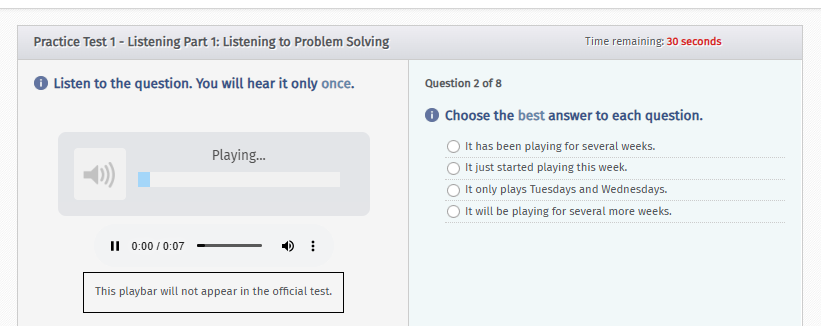 Practice Test 1 - Listening Part 1: Listening to Problem Solving
Time remaining: 30 seconds
Listen to the question. You will hear it only once.
Playing...
0:00 / 0:07
This playbar will not appear in the official test.
Question 2 of 8
Choose the best answer to each question.
It has been playing for several weeks.
It just started playing this week.
It only plays Tuesdays and Wednesdays.
It will be playing for several more weeks.